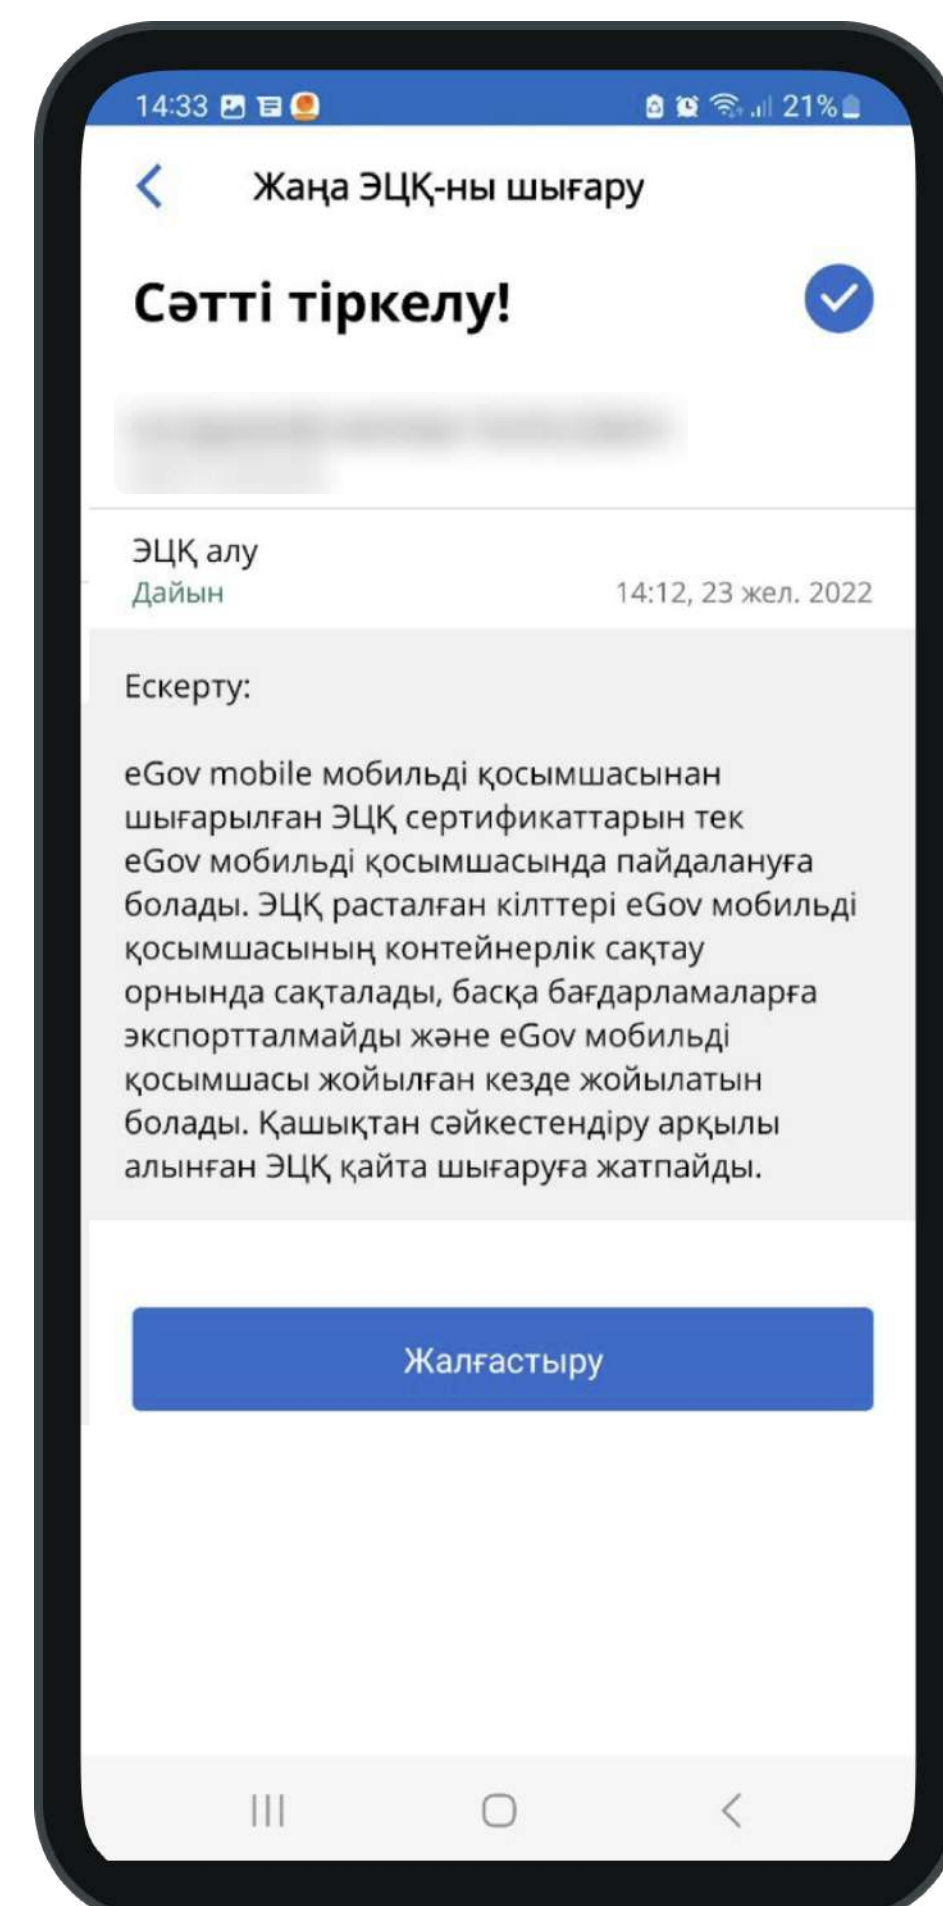 14:33
21%
Жаңа ЭЦҚ-ны шығару
Сәтті тіркелу!
ЭЦҚ алу
Дайын
14:12, 23 жел. 2022
Ескерту:
eGov mobile мобильді қосымшасынан
шығарылған ЭЦҚ сертификаттарын тек
eGov мобильді қосымшасында пайдалануға
болады. ЭЦҚ расталған кілттері eGov мобильді
қосымшасының контейнерлік сақтау
орнында сақталады, басқа бағдарламаларға
экспортталмайды және eGov мобильді
қосымшасы жойылған кезде жойылатын
болады. Қашықтан сәйкестендіру арқылы
алынған ЭЦҚ қайта шығаруға жатпайды.
Жалғастыру